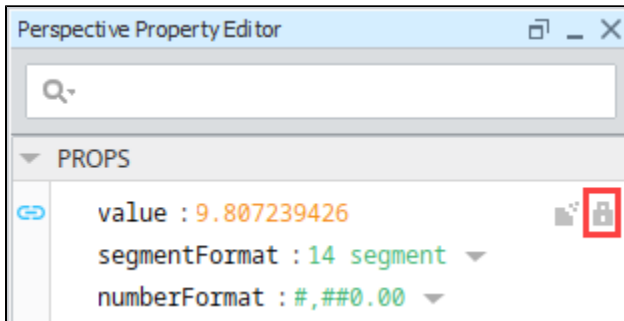 Perspective Property Editor
PROPS
value : 9.807239426
segmentFormat : 14 segment
numberFormat : #,##0.00